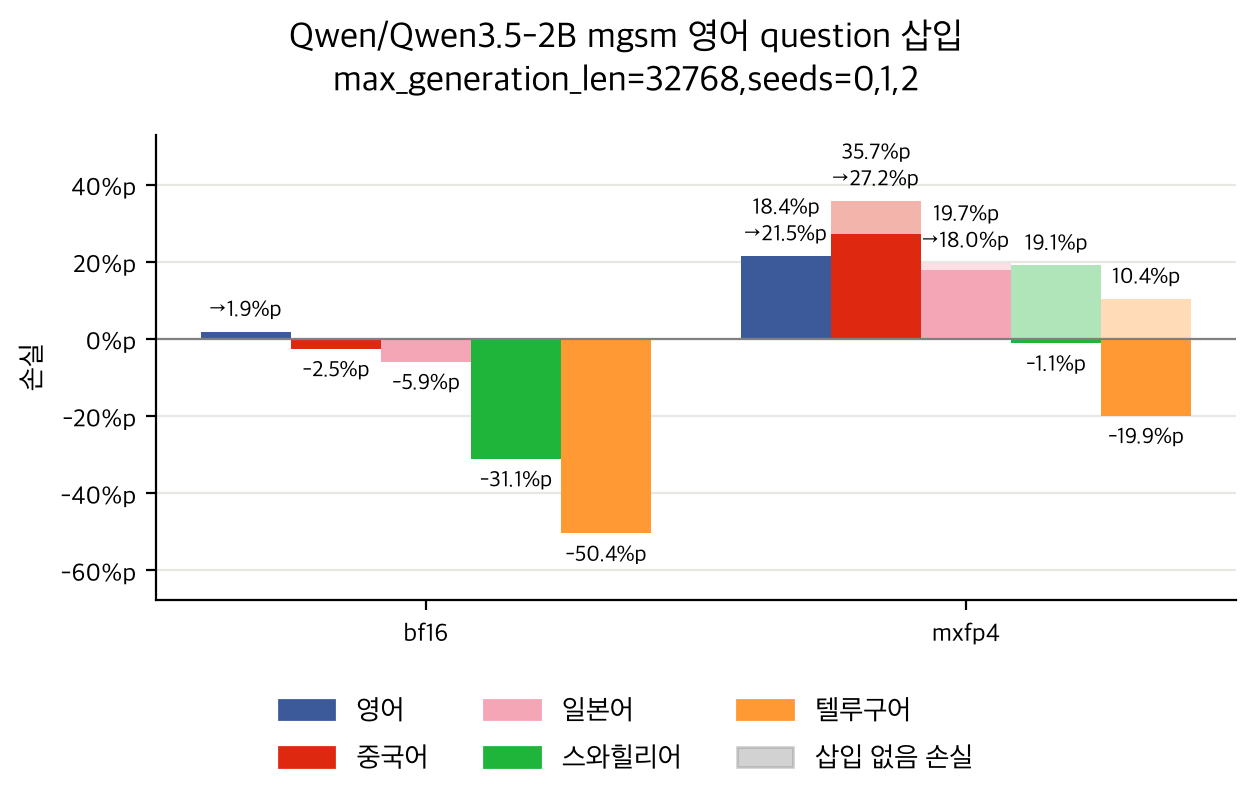 Qwen/Qwen3.5-2B mgsm 영어 question 삽입
max_generation_len=32768,seeds=0,1,2
손실
40%p
20%p
0%p
-20%p
-40%p
-60%p
→1.9%p
-2.5%p
-5.9%p
-31.1%p
-50.4%p
18.4%p
→21.5%p
35.7%p
→27.2%p
19.7%p
→18.0%p
19.1%p
-1.1%p
10.4%p
-19.9%p
bf16
mxfp4
영어
일본어
텔루구어
중국어
스와힐리어
삽입 없음 손실